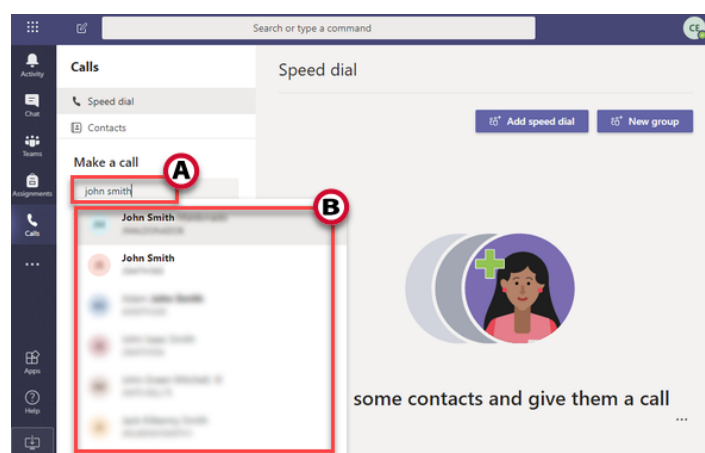 Search or type a command
CE
Activity
Chat
Teams
Assignments
Calls
...
Apps
Help
Calls
Speed dial
Contacts
Make a call
A
john smith
B
John Smith
John Smith
Speed dial
Add speed dial
New group
some contacts and give them a call
...